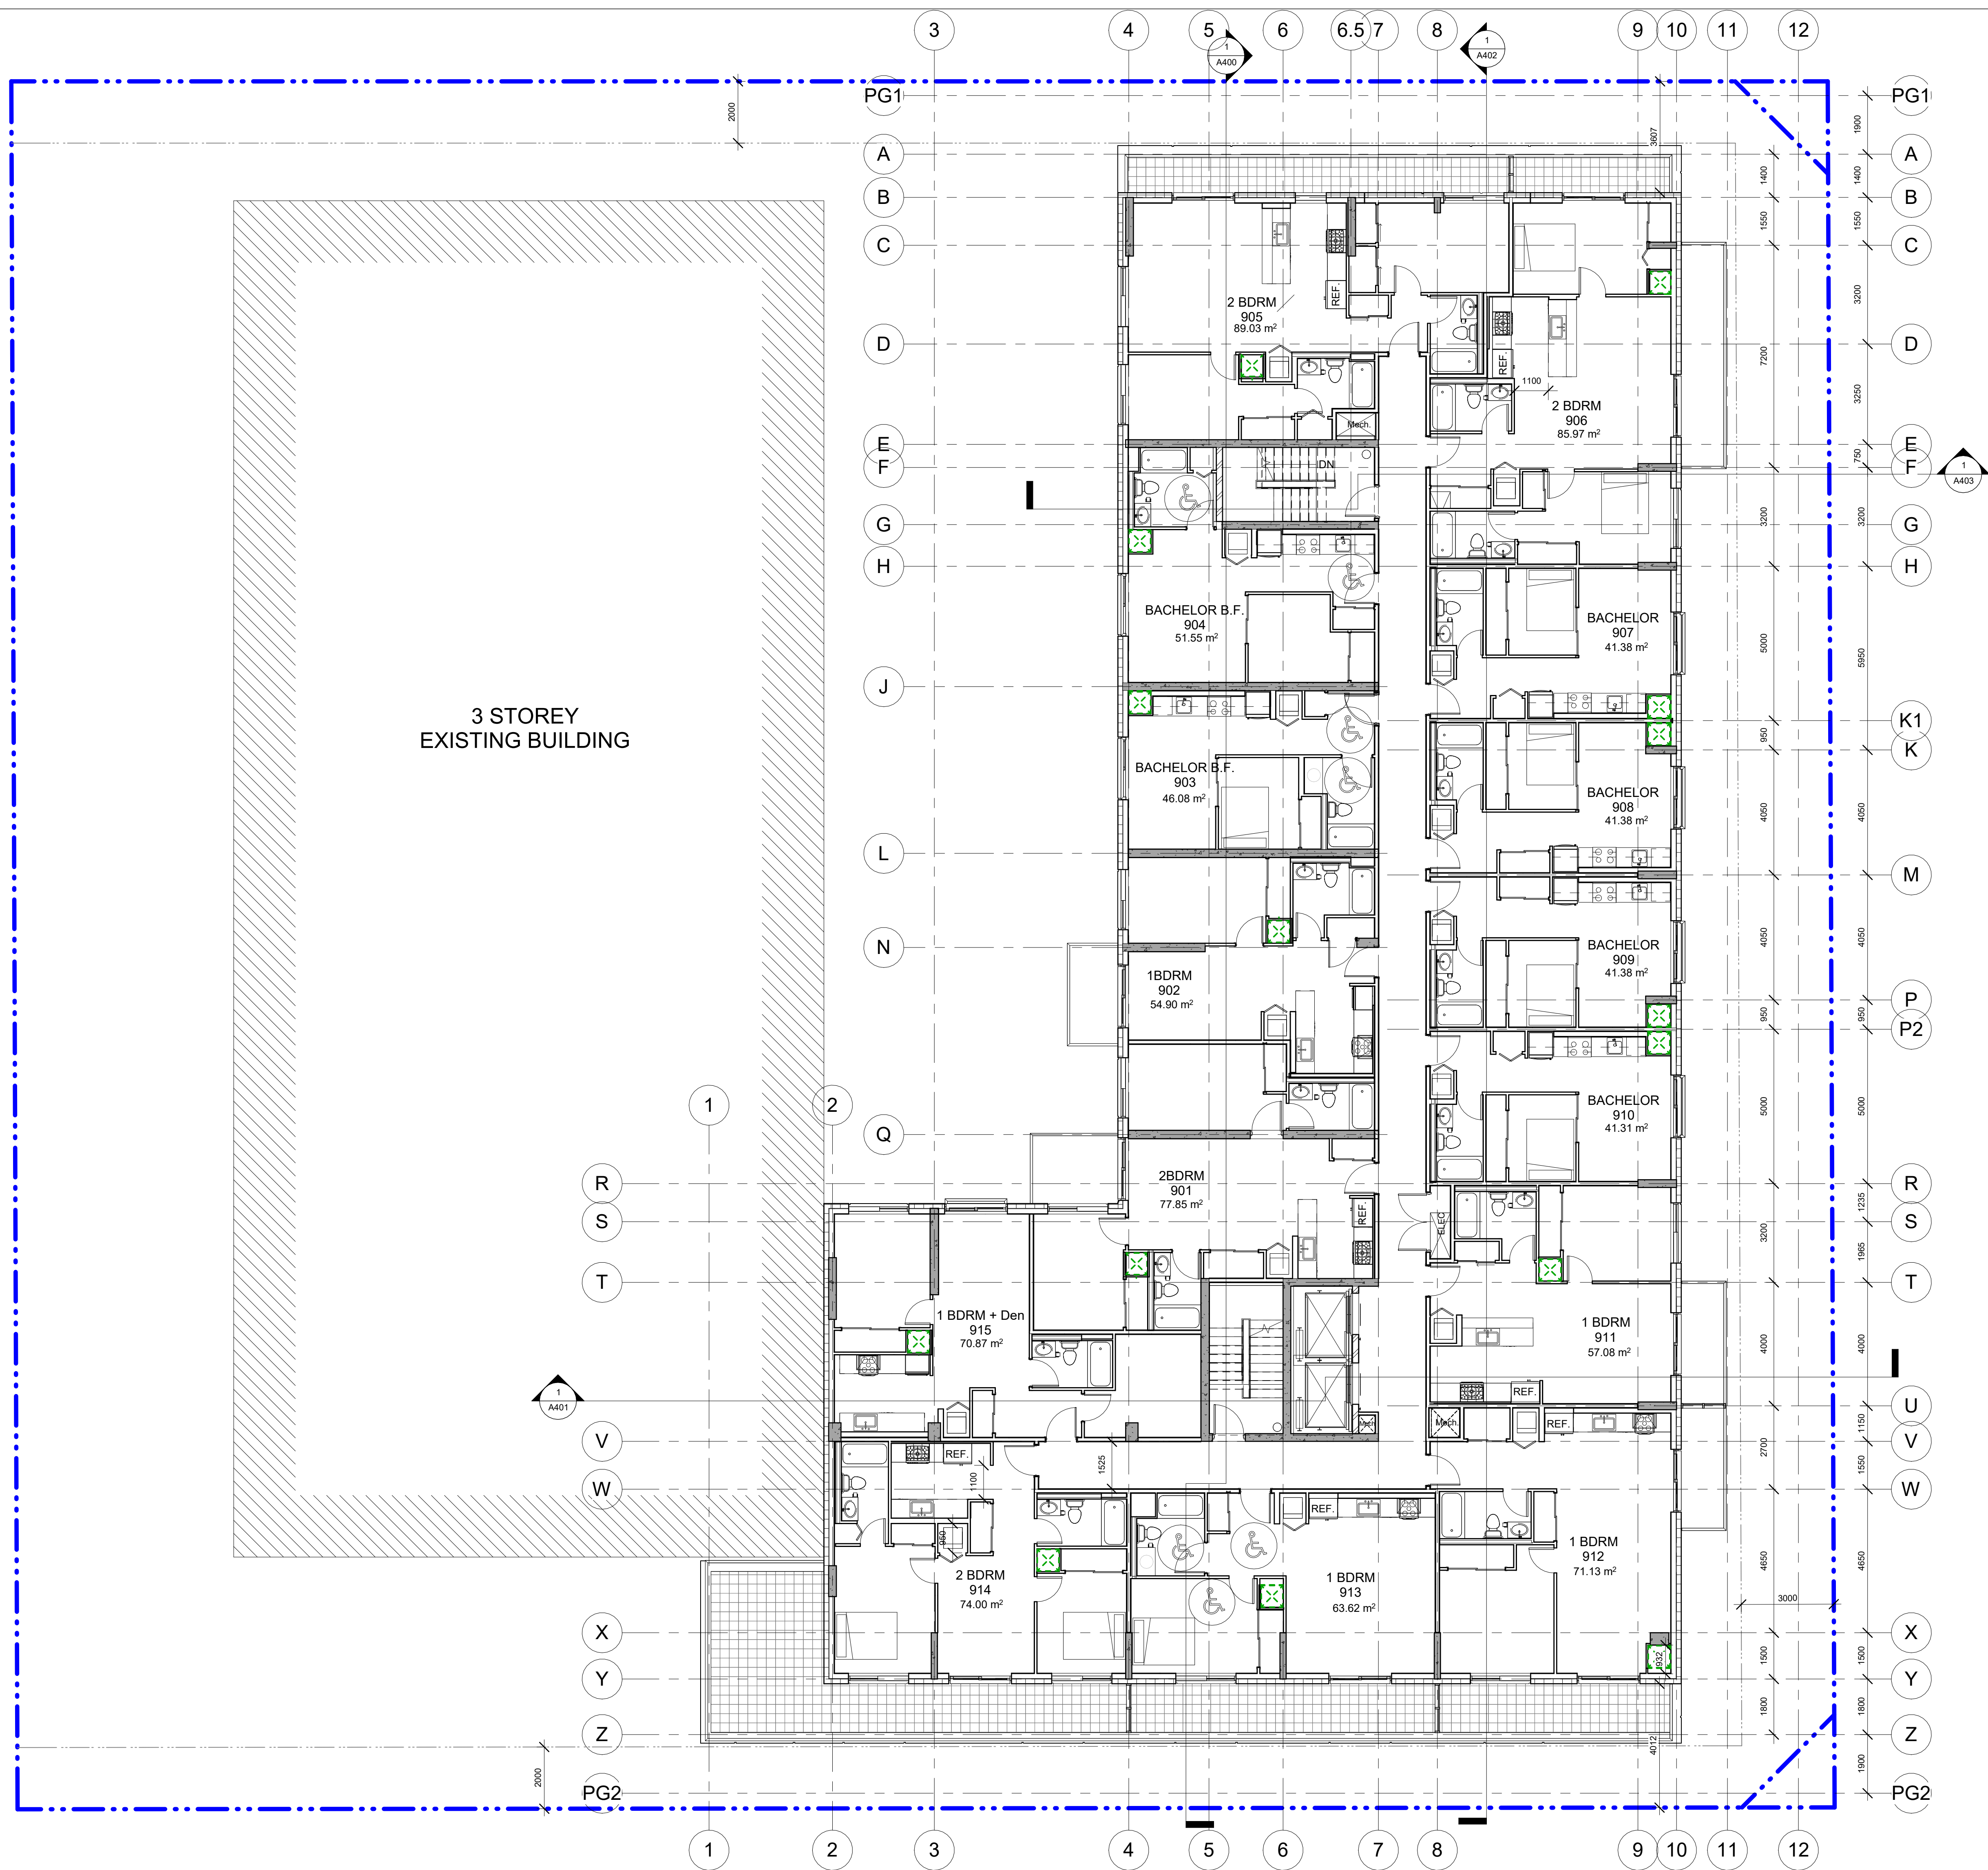 3 4 5 6 6.5 7 8 9 10 11 12
1
A400
1
A402
PG1 PG1
2000
3607
1900
A A
1400 1400
B B
1550 1550
C C
3200
REF.
2 BDRM
905
89.03 m²
D D
7200
REF.
1100
3250
2 BDRM
906
85.97 m²
Mech.
E E
750
F F
DN
1
A403
G G
3200 3200
H H
BACHELOR B.F.
904
51.55 m²
BACHELOR
907
41.38 m²
5000 5950
J
3 STOREY
EXISTING BUILDING
K1
950
K
BACHELOR B.F.
903
46.08 m²
BACHELOR
908
41.38 m²
4050 4050
L
M
N
4050 4050
BACHELOR
909
41.38 m²
1BDRM
902
54.90 m²
P
950 950
P2
1 2
BACHELOR
910
41.31 m²
5000 5000
Q
2BDRM
901
77.85 m²
R R
1235
REF.
ELEC
S S
3200
1965
T T
1 BDRM + Den
915
70.87 m²
1 BDRM
911
57.08 m²
4000 4000
REF.
1
A401
U U
Mech.
Mech.
REF.
1150
V V
2700
REF.
1525
1100
1550
W W
REF.
950
2 BDRM
914
74.00 m²
1 BDRM
913
63.62 m²
1 BDRM
912
71.13 m²
4650 4650
3000
X X
932
1500 1500
Y Y
1800 1800
Z Z
4012
2000
1900
PG2 PG2
1 2 3 4 5 6 7 8 9 10 11 12